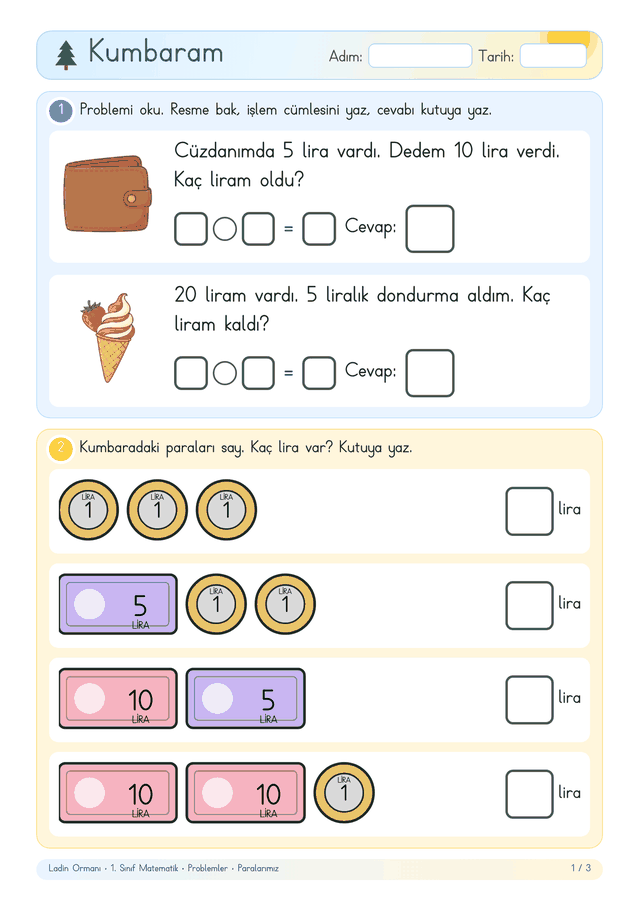 Kumbaram
Adım:
Tarih:
1 Problemi oku. Resme bak, işlem cümlesini yaz, cevabı kutuya yaz.
Cüzdanımda 5 lira vardı. Dedem 10 lira verdi.
Kaç liram oldu?
= Cevap:
20 liram vardı. 5 liralık dondurma aldım. Kaç
liram kaldı?
= Cevap:
2 Kumbaradaki paraları say. Kaç lira var? Kutuya yaz.
LİRA LİRA LİRA
1 1 1
lira
LİRA LİRA
5 1 1
LİRA
lira
10 5
LİRA LİRA
lira
LİRA
10 10 1
LİRA LİRA
lira
Ladin Ormanı • 1. Sınıf Matematik • Problemler • Paralarımız
1 / 3